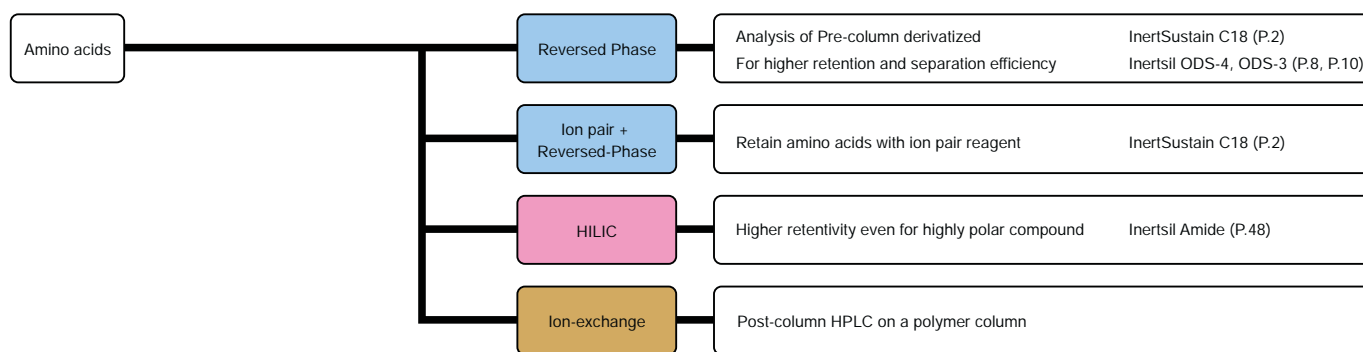 Amino acids
Reversed Phase
Analysis of Pre-column derivatized InertSustain C18 (P.2)
For higher retention and separation efficiency Inertsil ODS-4, ODS-3 (P.8, P.10)
Ion pair +
Reversed-Phase
Retain amino acids with ion pair reagent InertSustain C18 (P.2)
HILIC
Higher retentivity even for highly polar compound Inertsil Amide (P.48)
Ion-exchange
Post-column HPLC on a polymer column